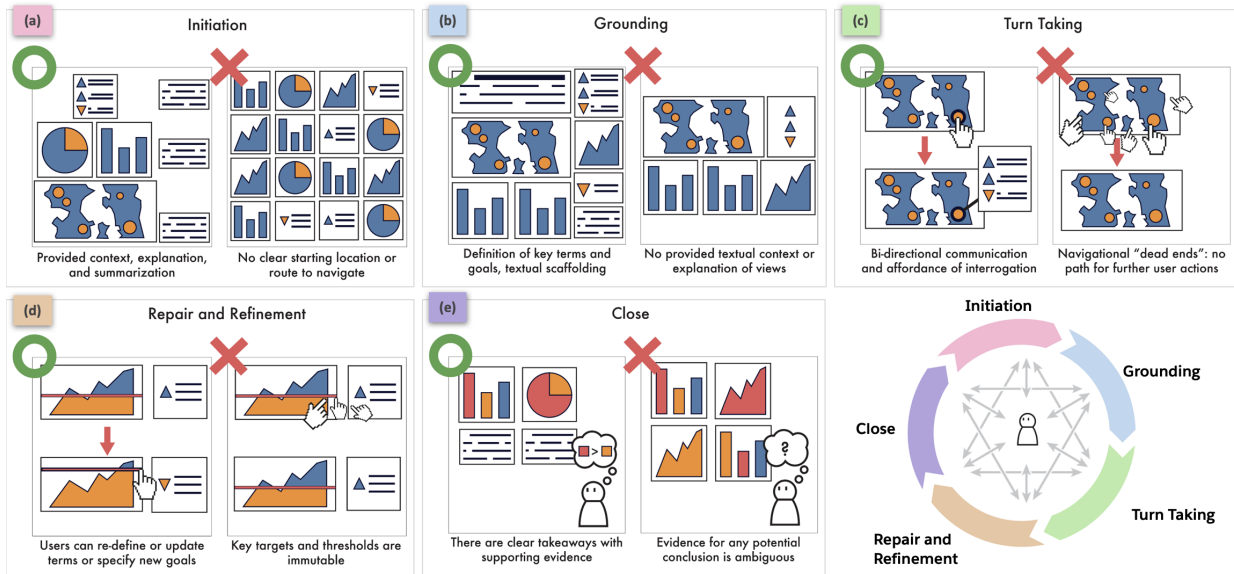 (a)
Initiation
Provided context, explanation,
and summarization
No clear starting location or
route to navigate
(b)
Grounding
Definition of key terms and
goals, textual scaffolding
No provided textual context or
explanation of views
(c)
Turn Taking
Bi-directional communication
and affordance of interrogation
Navigational “dead ends”: no
path for further user actions
(d)
Repair and Refinement
Users can re-define or update
terms or specify new goals
Key targets and thresholds are
immutable
(e)
Close
>
There are clear takeaways with
supporting evidence
?
Evidence for any potential
conclusion is ambiguous
Initiation
Grounding
Turn Taking
Repair and
Refinement
Close